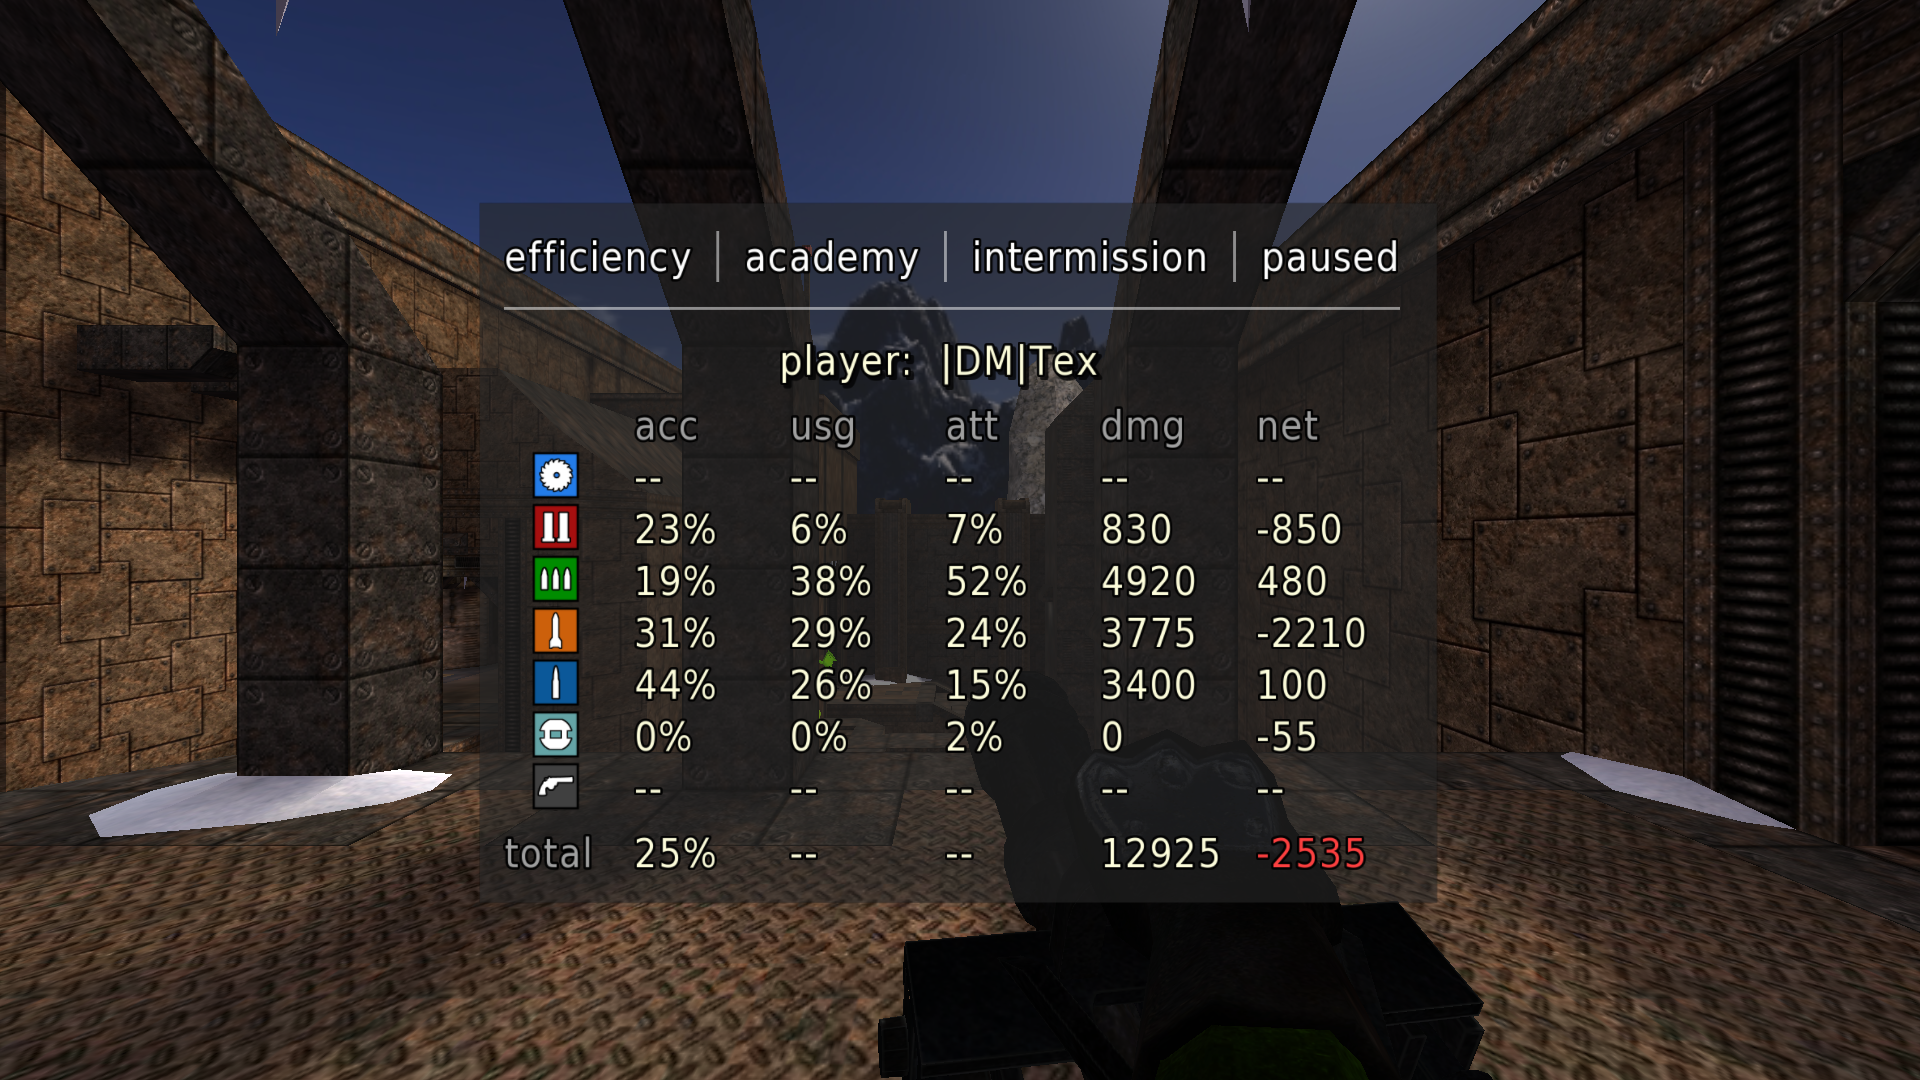 efficiency | academy | intermission | paused
player: |DM|Tex
acc usg att dmg net
-- -- -- -- --
23% 6% 7% 830 -850
19% 38% 52% 4920 480
31% 29% 24% 3775 -2210
44% 26% 15% 3400 100
0% 0% 2% 0 -55
-- -- -- -- --
total 25% -- -- 12925 -2535